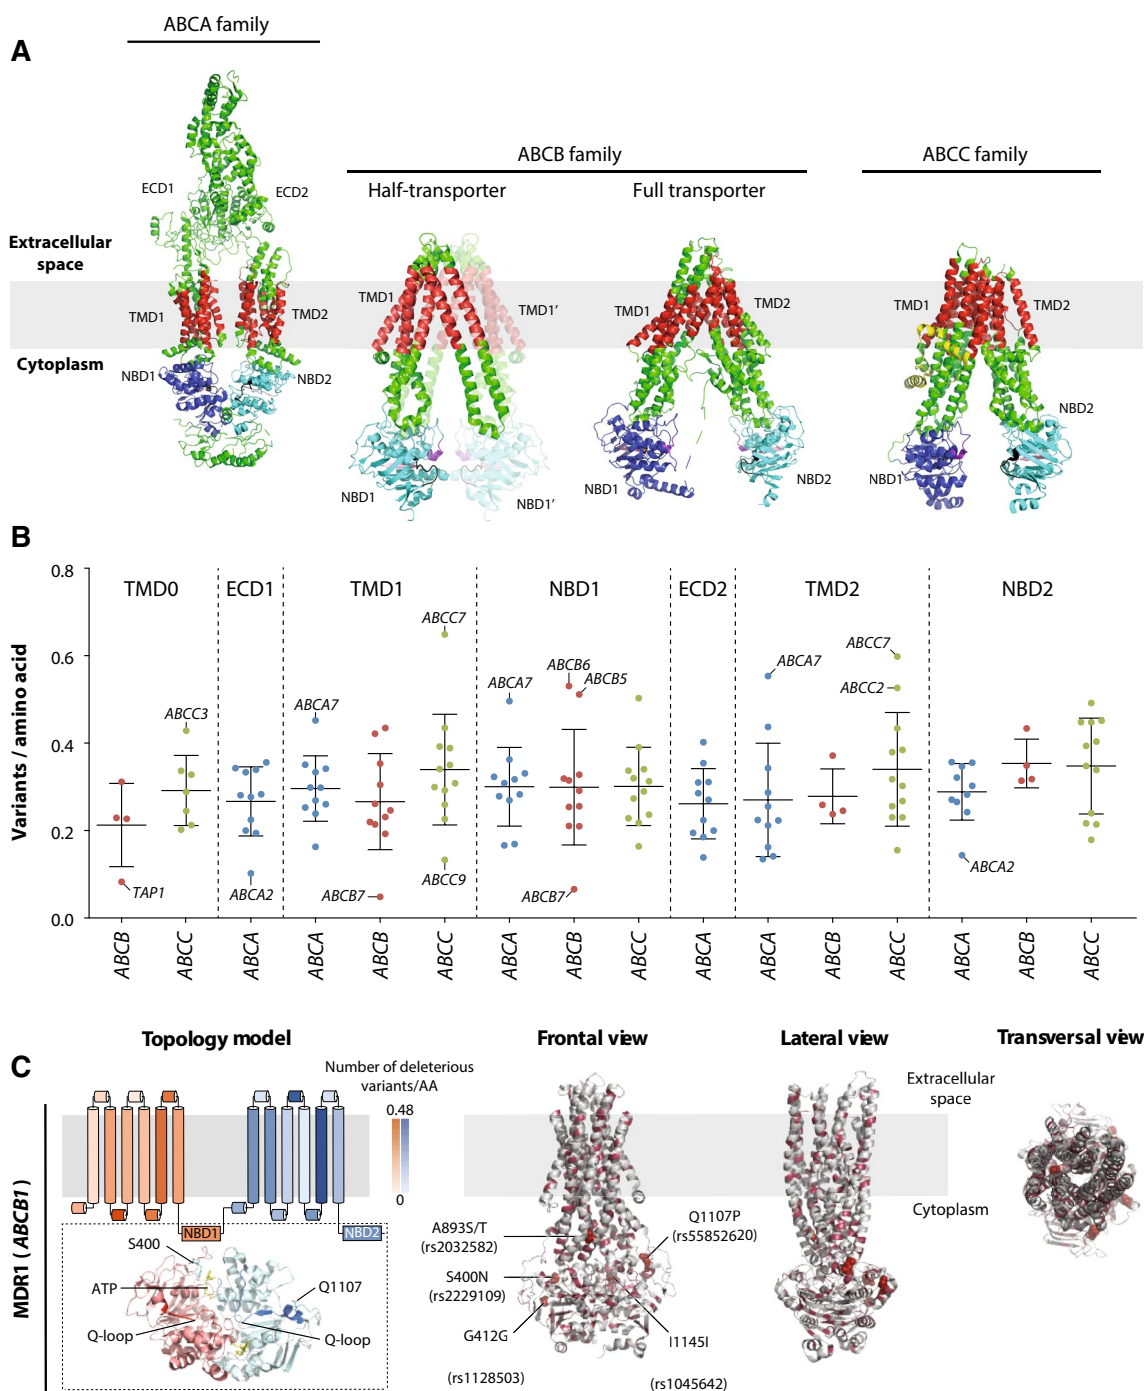 ABCA family
A
ABCB family
ABCC family
Half-transporter
Full transporter
ECD1
ECD2
Extracellular
space
TMD1
TMD2
TMD1
TMD1′
TMD1
TMD2
TMD1
TMD2
Cytoplasm
NBD1
NBD2
NBD1
NBD1′
NBD1
NBD2
NBD1
NBD2
B
Variants / amino acid
0.8
0.6
0.4
0.2
0.0
TMD0
ECD1
TMD1
NBD1
ECD2
TMD2
NBD2
ABCC3
TAP1
ABCA2
ABCA7
ABCB7
ABCC7
ABCC9
ABCA7
ABCB6
ABCB5
ABCB7
ABCA7
ABCC7
ABCC2
ABCA2
ABCB
ABCC
ABCA
ABCA
ABCB
ABCC
ABCA
ABCB
ABCC
ABCA
ABCA
ABCB
ABCC
ABCA
ABCB
ABCC
C
Topology model
Frontal view
Lateral view
Transversal view
Number of deleterious
variants/AA
0.48
0
MDR1 (ABCB1)
NBD1
NBD2
S400
ATP
Q1107
Q-loop
Q-loop
Extracellular
space
Cytoplasm
A893S/T
(rs2032582)
Q1107P
(rs55852620)
S400N
(rs2229109)
G412G
I1145I
(rs1128503)
(rs1045642)